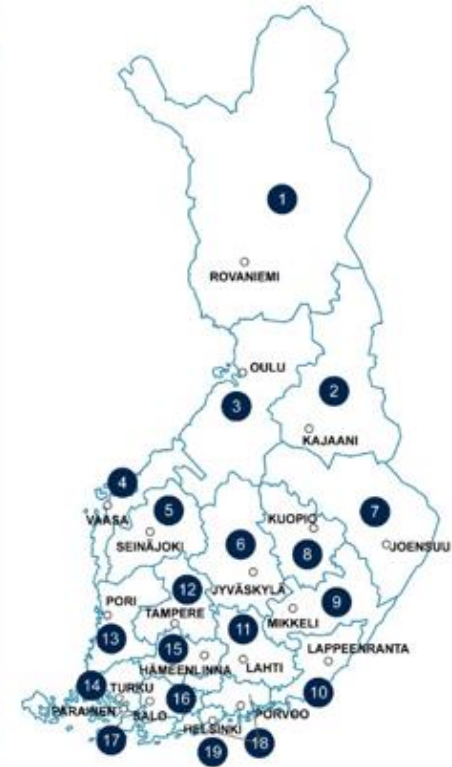 1
ROVANIEMI
OULU
2
3
KAJAANI
4
VAASA
5
SEINÄJOKI
KUOPIO
7
6
8
JOENSUU
JYVÄSKYLÄ
12
9
MIKKELI
PORI
TAMPERE
11
13
15
LAPPEENRANTA
HÄMEENLINNA
LAHTI
14
TURKU
16
10
PARAINEN
SALO
PORVOO
HELSINKI
17
19
18